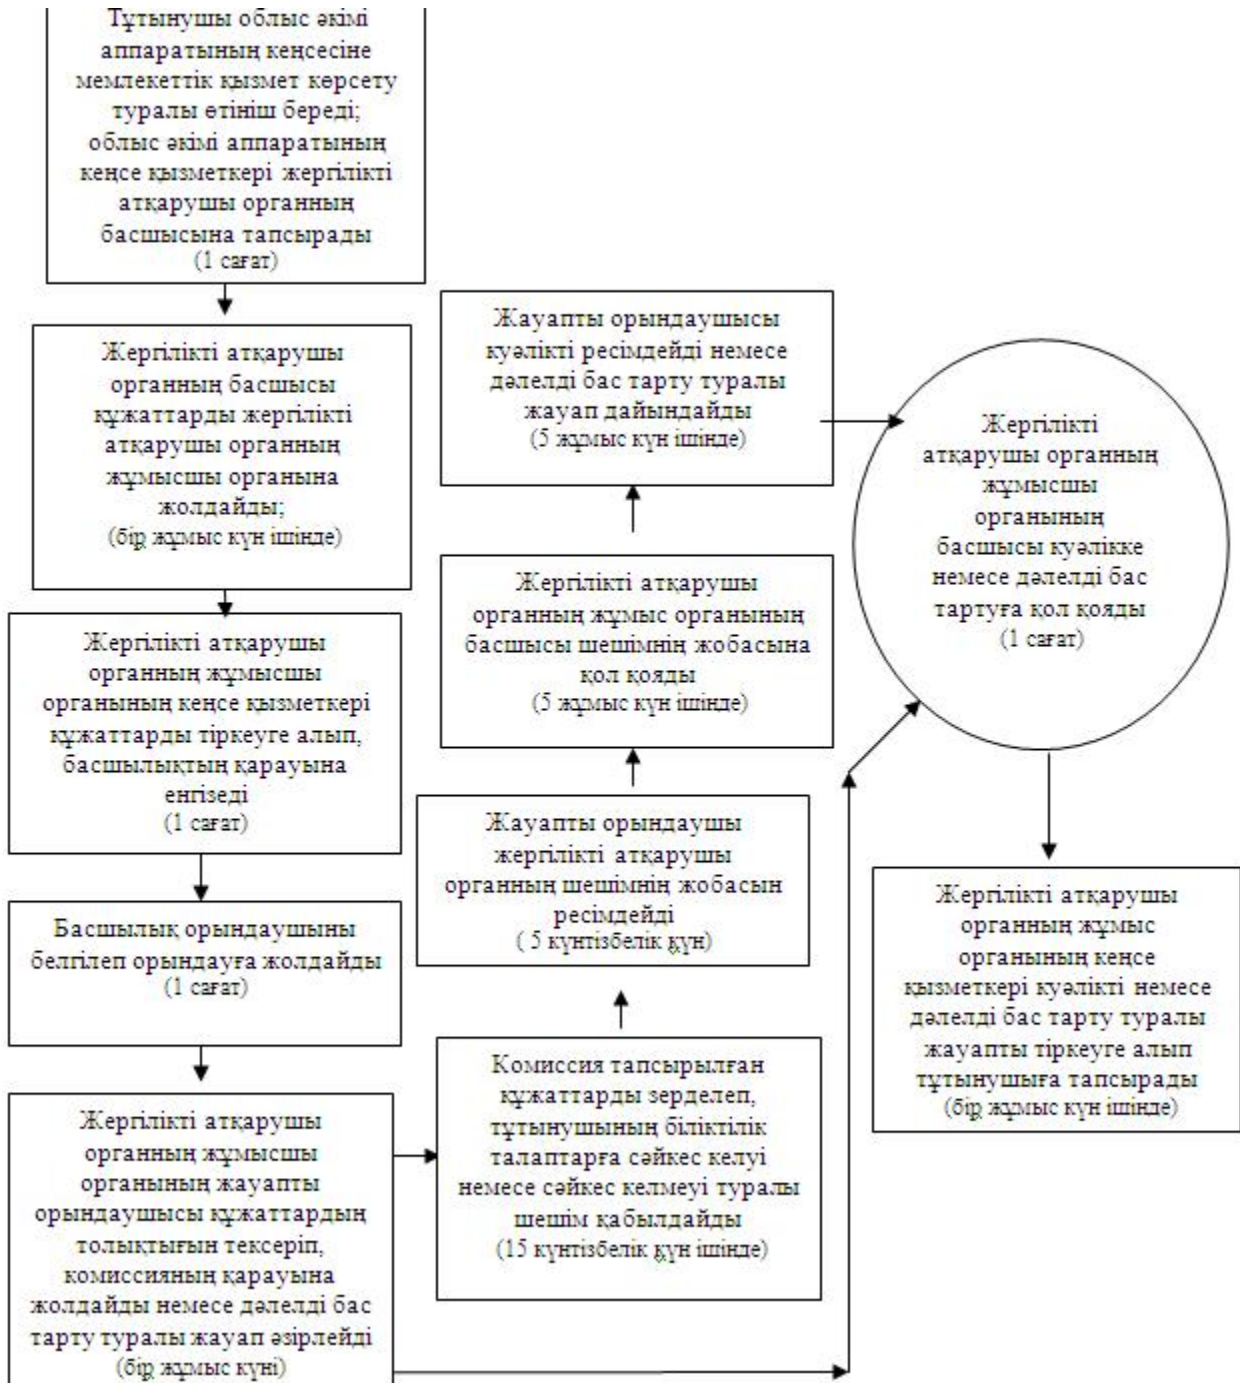 Тұтынушы облыс әкімі
аппаратының кеңсесіне
мемлекеттік қызмет көрсету
туралы өтініш береді;
облыс әкімі аппаратының
кеңсе қызметкері жергілікті
атқарушы органның
басшысына тапсырады
(1 сағат)
Жергілікті атқарушы
органның басшысы
құжаттарды жергілікті
атқарушы органның
жұмысшы органына
жолдайды;
(бір жұмыс күн ішінде)
Жергілікті атқарушы
органның жұмысшы
органының кеңсе қызметкері
құжаттарды тіркеуге алып,
басшылықтың қарауына
енгізеді
(1 сағат)
Басшылық орындаушыны
белгілеп орындауға жолдайды
(1 сағат)
Жергілікті атқарушы
органның жұмысшы
органының жауапты
орындаушысы құжаттардың
толықтығын тексеріп,
комиссияның қарауына
жолдайды немесе дәлелді бас
тарту туралы жауап әзірлейді
(бір жұмыс күні)
Комиссия тапсырылған
құжаттарды зерделеп,
тұтынушының біліктілік
талаптарға сәйкес келуі
немесе сәйкес келмеуі туралы
шешім қабылдайды
(15 күнтізбелік күн ішінде)
Жауапты орындаушы
жергілікті атқарушы
органның шешімнің жобасын
ресімдейді
( 5 күнтізбелік күн)
Жергілікті атқарушы
органның жұмыс органының
басшысы шешімнің жобасына
қол қояды
(5 жұмыс күн ішінде)
Жауапты орындаушысы
куәлікті ресімдейді немесе
дәлелді бас тарту туралы
жауап дайындайды
(5 жұмыс күн ішінде)
Жергілікті
атқарушы органның
жұмысшы
органының
басшысы куәлікке
немесе дәлелді бас
тартуға қол қояды
(1 сағат)
Жергілікті атқарушы
органның жұмыс
органының кеңсе
қызметкері куәлікті немесе
дәлелді бас тарту туралы
жауапты тіркеуге алып
тұтынушыға тапсырады
(бір жұмыс күн ішінде)